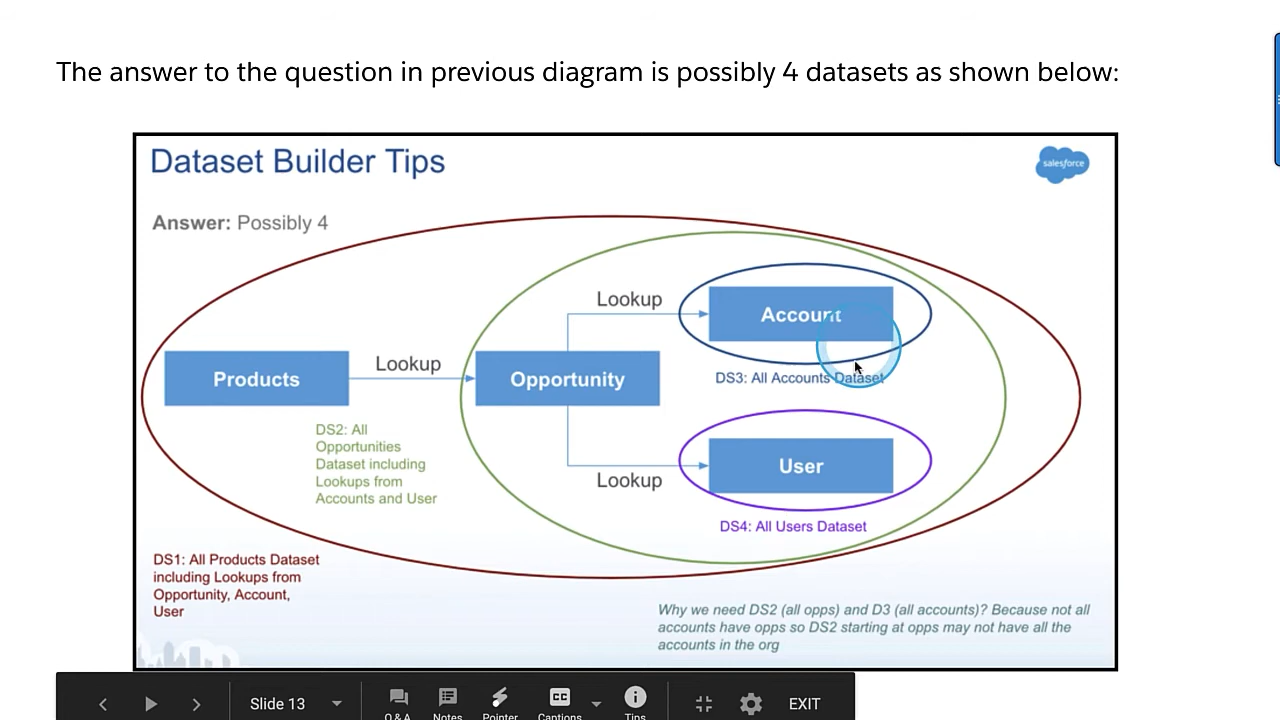 The answer to the question in previous diagram is possibly 4 datasets as shown below:
Dataset Builder Tips
salesforce
Answer: Possibly 4
Lookup
Account
Lookup
Products
Opportunity
DS3: All Accounts Dataset
DS2: All
Opportunities
Dataset including
Lookups from
Accounts and User
User
Lookup
DS4: All Users Dataset
DS1: All Products Dataset
including Lookups from
Opportunity, Account,
User
Why we need DS2 (all opps) and D3 (all accounts)? Because not all
accounts have opps so DS2 starting at opps may not have all the
accounts in the org
Slide 13
CC
EXIT
Q & A
Notes
Pointer
Captions
Tips